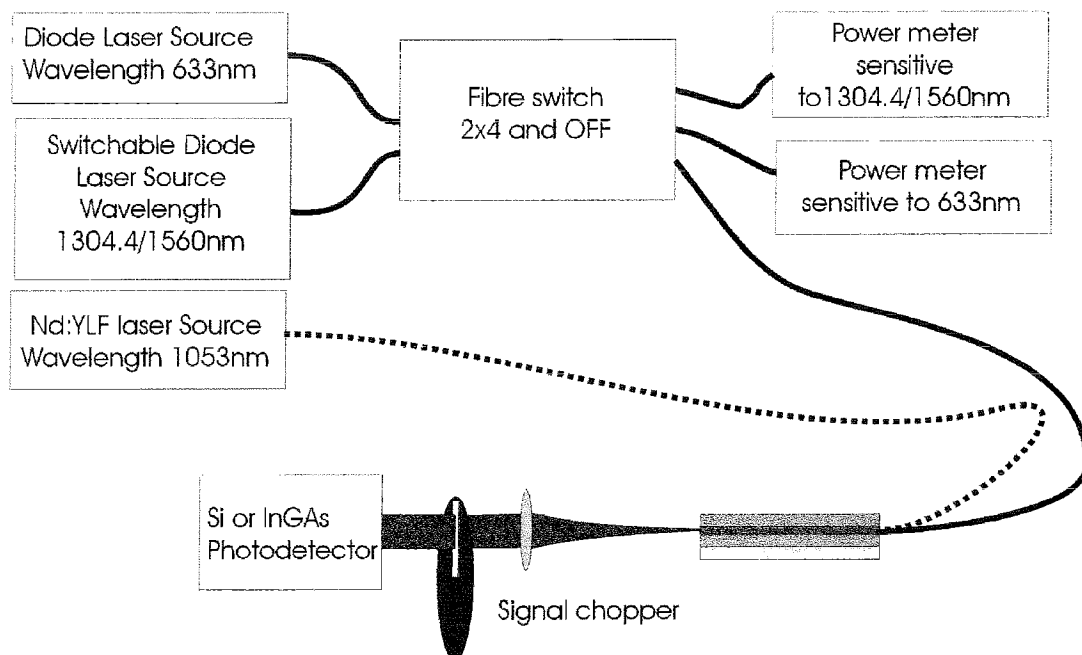 Diode Laser Source
Wavelength 633nm
Fibre switch
2x4 and OFF
Power meter
sensitive
to1304.4/1560nm
Switchable Diode
Laser Source
Wavelength
1304.4/1560nm
Power meter
sensitive to 633nm
Nd:YLF laser Source
Wavelength 1053nm
Si or InGAs
Photodetector
Signal chopper